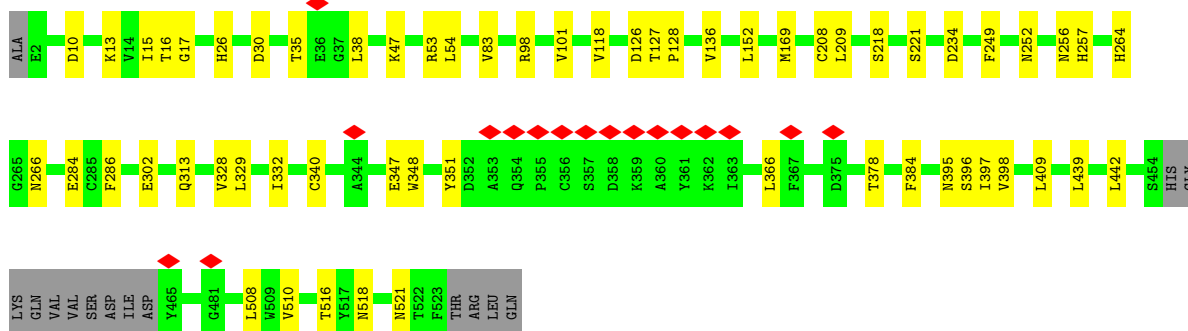 ALA E2 D10 K13 V14 I15 T16 G17 H26 D30 T35 E36 G37 L38 K47 R53 L54 V83 R98 V101 V118 D126 T127 P128 V136 L152 M169 C208 L209 S218 S221 D234 F249 N252 N256 H257 H264
G265 N266 E284 C285 F286 E302 Q313 V328 L329 I332 C340 A344 E347 W348 Y351 D352 A353 Q354 P355 C356 S357 D358 K359 A360 Y361 K362 I363 L366 F367 D375 T378 F384 N395 S396 I397 V398 L409 L439 L442 S454 HIS GLY
LYS GLN VAL VAL SER ASP ILE ASP Y465 G481 L508 W509 V510 T516 Y517 N518 N521 T522 F523 THR ARG LEU GLN